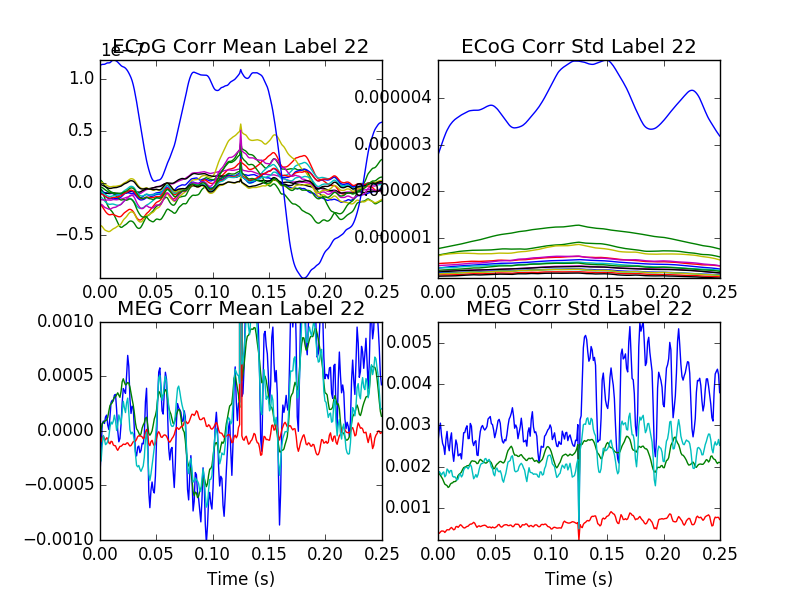 ECoG Corr Mean Label 22
1e−7
1.0
0.5
0.0
−0.5
0.00 0.05 0.10 0.15 0.20 0.25
ECoG Corr Std Label 22
0.000004
0.000003
0.000002
0.000001
0.00 0.05 0.10 0.15 0.20 0.25
MEG Corr Mean Label 22
0.0010
0.0005
0.0000
−0.0005
−0.0010
0.00 0.05 0.10 0.15 0.20 0.25
Time (s)
MEG Corr Std Label 22
0.005
0.004
0.003
0.002
0.001
0.00 0.05 0.10 0.15 0.20 0.25
Time (s)